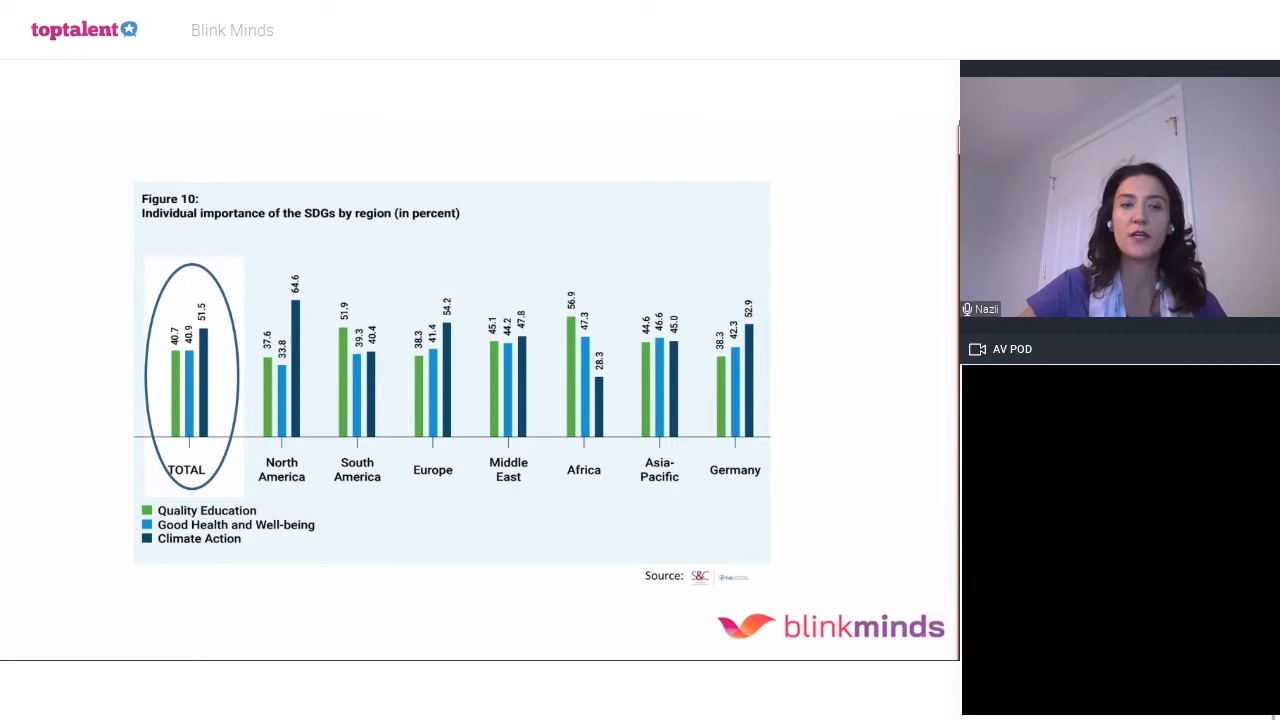 toptalent
Blink Minds
Figure 10:
Individual importance of the SDGs by region (in percent)
40.7 40.9 51.5
37.6 33.8 64.6
51.9 39.3 40.4
38.3 41.4 54.2
45.1 44.2 47.8
56.9 47.3 28.3
44.6 46.6 45.0
38.3 42.3 52.9
TOTAL
North
America
South
America
Europe
Middle
East
Africa
Asia-
Pacific
Germany
Quality Education
Good Health and Well-being
Climate Action
Source: S&C
blinkminds
Nazli
AV POD